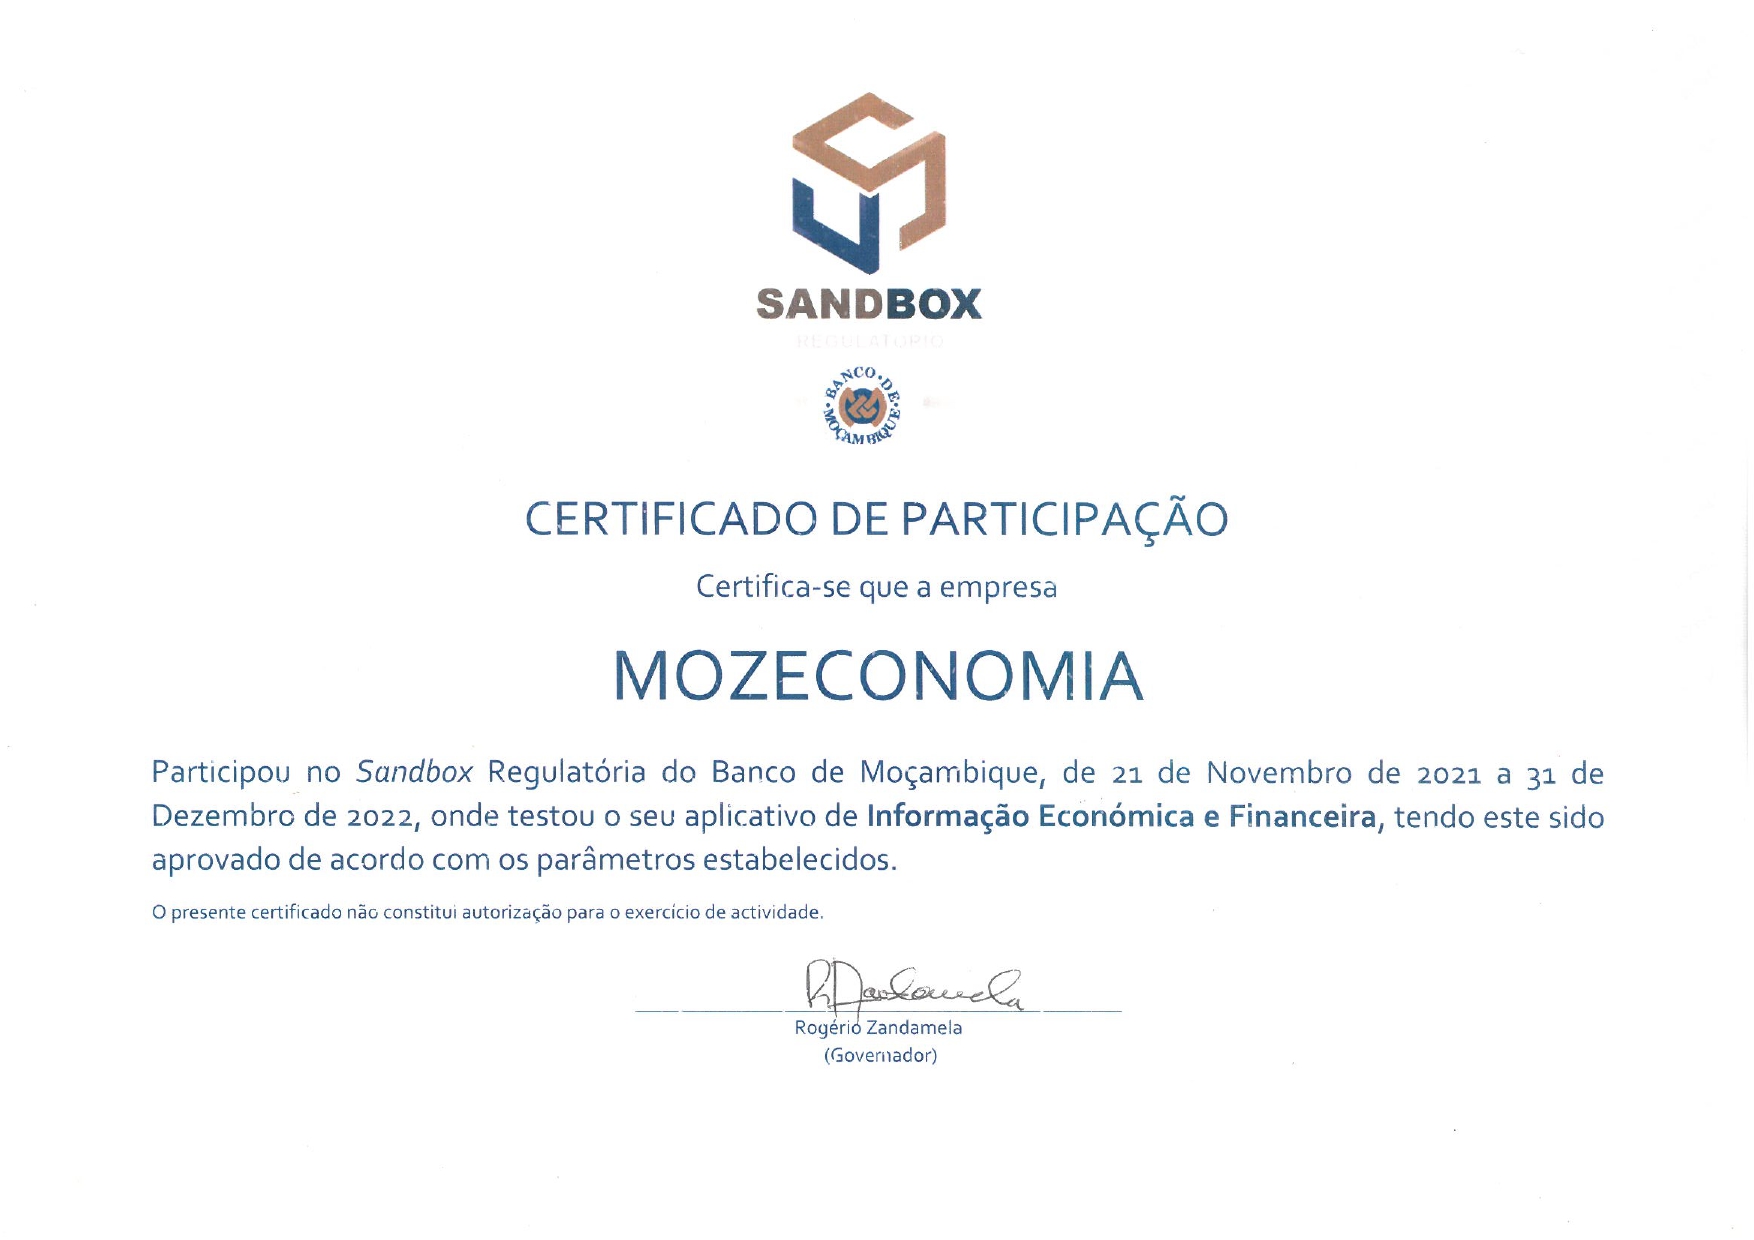 SANDBOX
REGULATÓRIO
BANCO · DE · MOÇAMBIQUE ·
CERTIFICADO DE PARTICIPAÇÃO
Certifica-se que a empresa
MOZECONOMIA
Participou no Sandbox Regulatória do Banco de Moçambique, de 21 de Novembro de 2021 a 31 de
Dezembro de 2022, onde testou o seu aplicativo de Informação Económica e Financeira, tendo este sido
aprovado de acordo com os parâmetros estabelecidos.
O presente certificado não constitui autorização para o exercício de actividade.
RZandamela
Rogério Zandamela
(Governador)